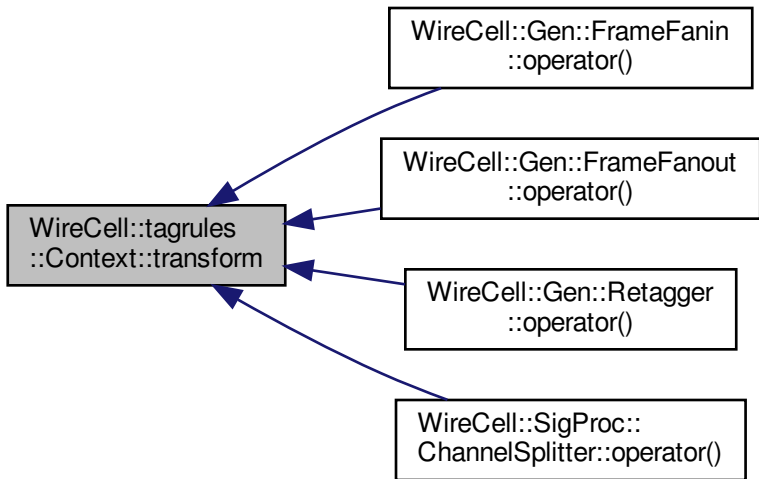 WireCell::Gen::FrameFanin
::operator()
WireCell::Gen::FrameFanout
::operator()
WireCell::tagrules
::Context::transform
WireCell::Gen::Retagger
::operator()
WireCell::SigProc::
ChannelSplitter::operator()